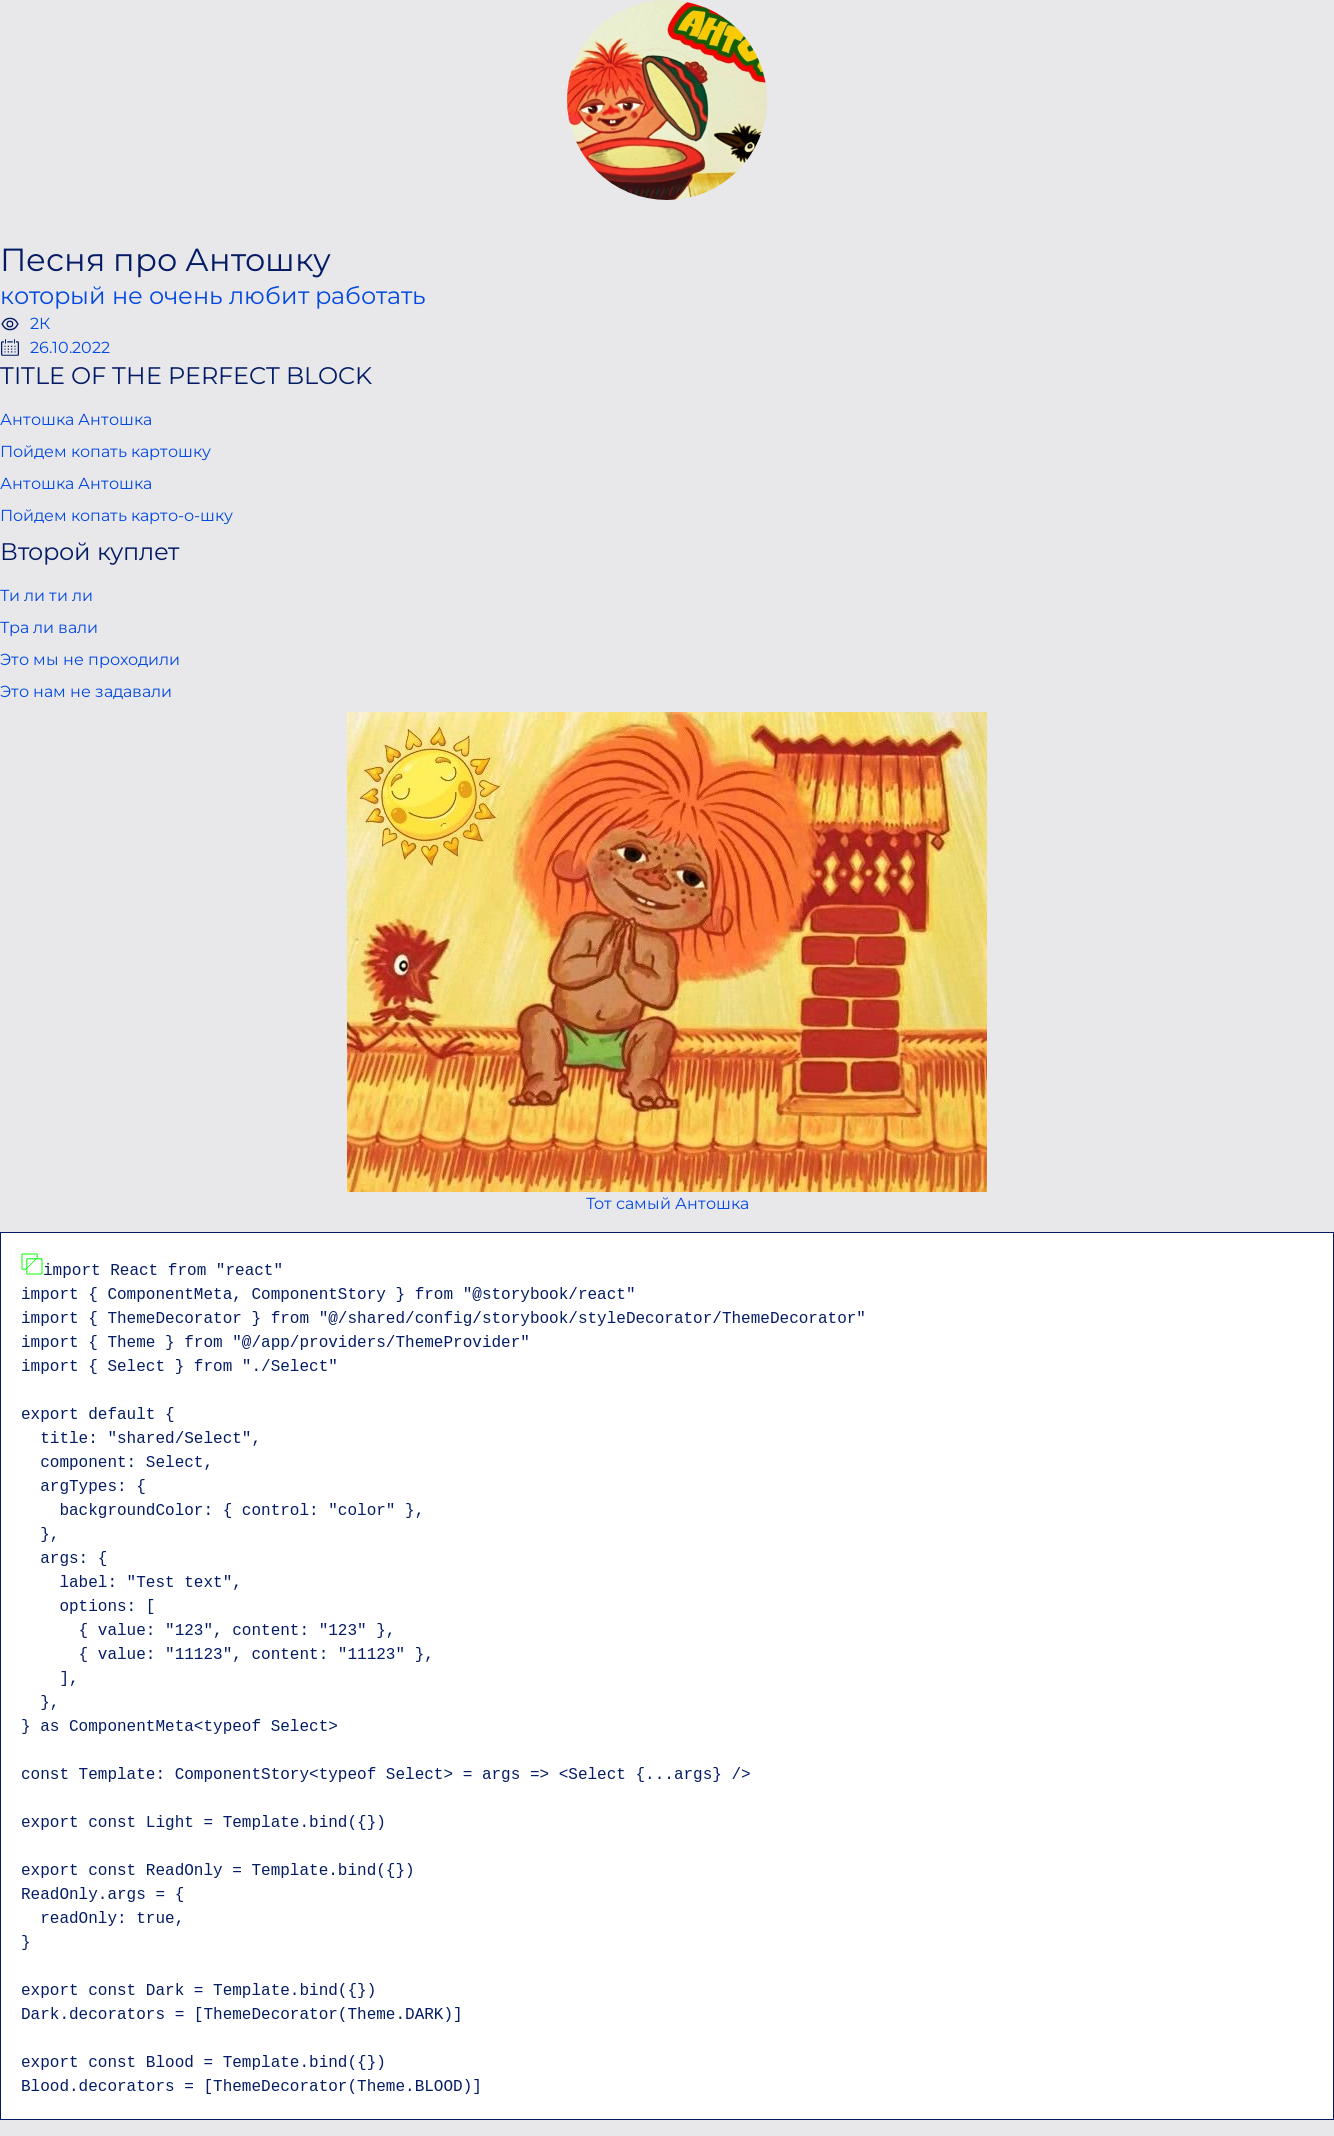 АНТО
Песня про Антошку
который не очень любит работать
2К
26.10.2022
TITLE OF THE PERFECT BLOCK
Антошка Антошка
Пойдем копать картошку
Антошка Антошка
Пойдем копать карто-о-шку
Второй куплет
Ти ли ти ли
Тра ли вали
Это мы не проходили
Это нам не задавали
Тот самый Антошка
import React from "react"
import { ComponentMeta, ComponentStory } from "@storybook/react"
import { ThemeDecorator } from "@/shared/config/storybook/styleDecorator/ThemeDecorator"
import { Theme } from "@/app/providers/ThemeProvider"
import { Select } from "./Select"

export default {
  title: "shared/Select",
  component: Select,
  argTypes: {
    backgroundColor: { control: "color" },
  },
  args: {
    label: "Test text",
    options: [
      { value: "123", content: "123" },
      { value: "11123", content: "11123" },
    ],
  },
} as ComponentMeta<typeof Select>

const Template: ComponentStory<typeof Select> = args => <Select {...args} />

export const Light = Template.bind({})

export const ReadOnly = Template.bind({})
ReadOnly.args = {
  readOnly: true,
}

export const Dark = Template.bind({})
Dark.decorators = [ThemeDecorator(Theme.DARK)]

export const Blood = Template.bind({})
Blood.decorators = [ThemeDecorator(Theme.BLOOD)]